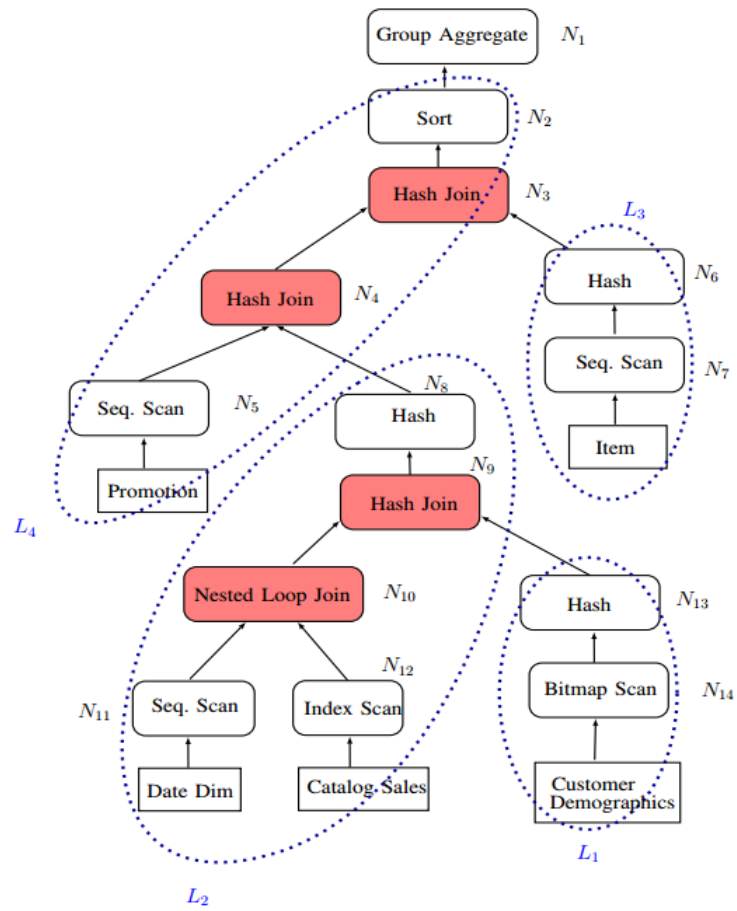 Group Aggregate N₁
Sort N₂
Hash Join N₃
L₃
Hash Join N₄
Hash N₆
Seq. Scan N₇
Item
Seq. Scan N₅
Promotion
L₄
N₈
Hash
N₉
Hash Join
Nested Loop Join N₁₀
Hash N₁₃
N₁₂
N₁₁ Seq. Scan Index Scan
Bitmap Scan N₁₄
Date Dim Catalog Sales
Customer
Demographics
L₁
L₂